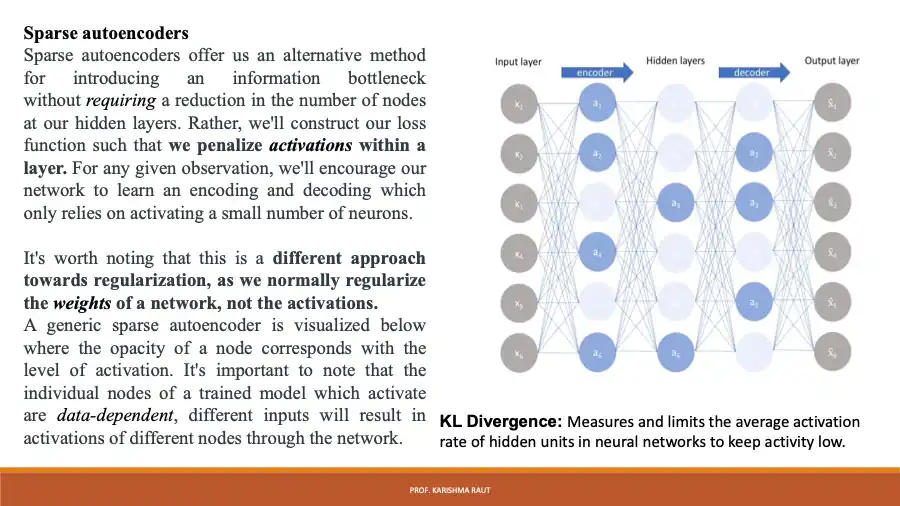 Sparse autoencoders
Sparse autoencoders offer us an alternative method
for introducing an information bottleneck
without requiring a reduction in the number of nodes
at our hidden layers. Rather, we'll construct our loss
function such that we penalize activations within a
layer. For any given observation, we'll encourage our
network to learn an encoding and decoding which
only relies on activating a small number of neurons.
It's worth noting that this is a different approach
towards regularization, as we normally regularize
the weights of a network, not the activations.
A generic sparse autoencoder is visualized below
where the opacity of a node corresponds with the
level of activation. It's important to note that the
individual nodes of a trained model which activate
are data-dependent, different inputs will result in
activations of different nodes through the network.
Input layer
encoder
Hidden layers
decoder
Output layer
a₁
a₂
a₄
KL Divergence: Measures and limits the average activation
rate of hidden units in neural networks to keep activity low.
PROF. KARISHMA RAUT